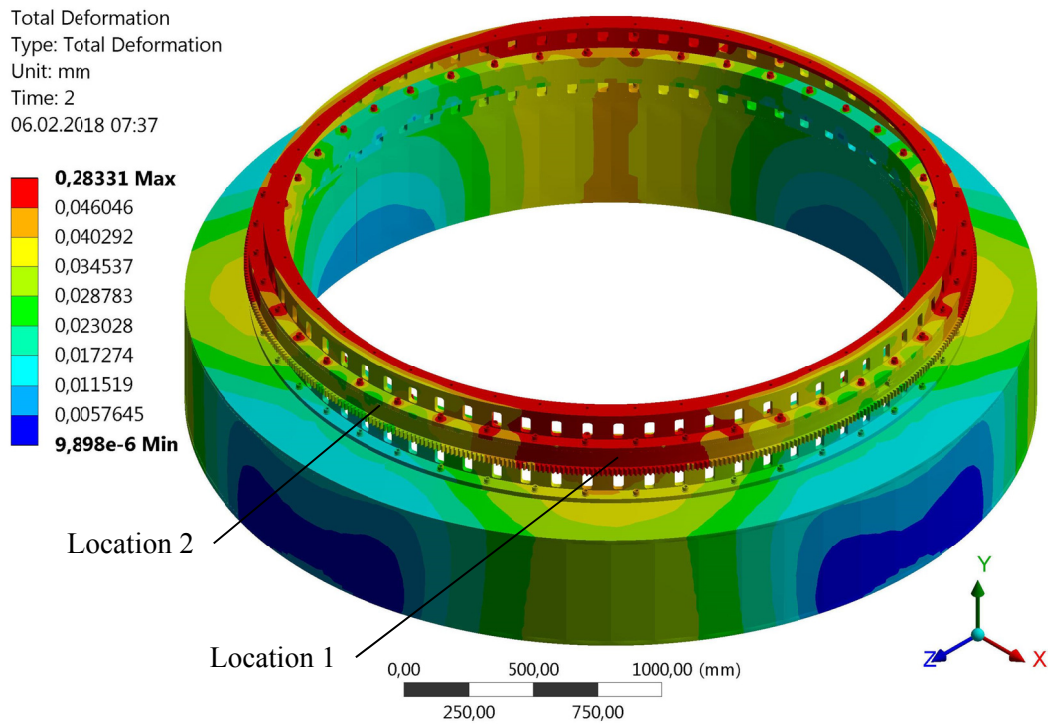 Total Deformation
Type: Total Deformation
Unit: mm
Time: 2
06.02.2018 07:37
0,28331 Max
0,046046
0,040292
0,034537
0,028783
0,023028
0,017274
0,011519
0,0057645
9,898e-6 Min
Location 2
Location 1
0,00 500,00 1000,00 (mm)
250,00 750,00
Y
Z X